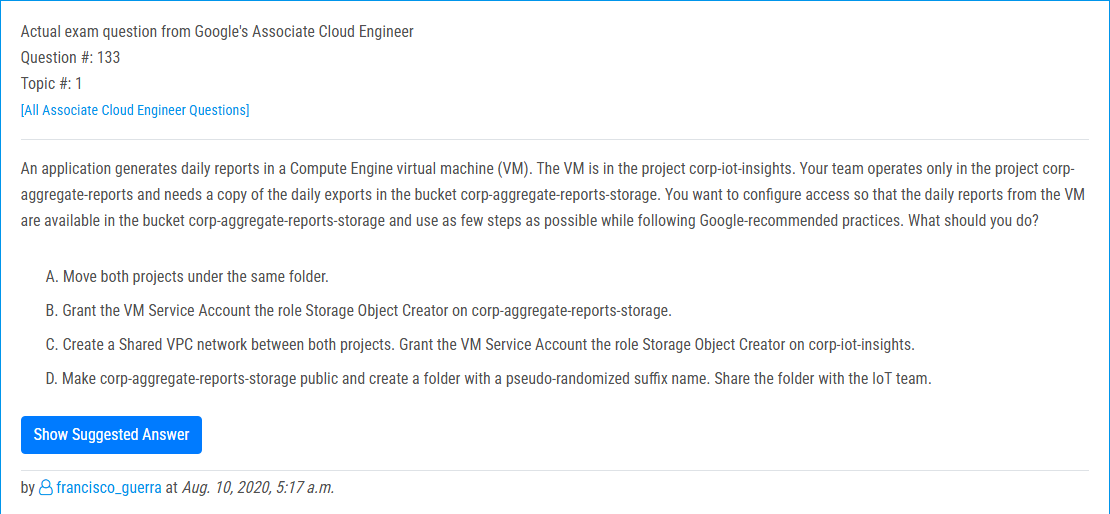 Actual exam question from Google's Associate Cloud Engineer
Question #: 133
Topic #: 1
[All Associate Cloud Engineer Questions]
An application generates daily reports in a Compute Engine virtual machine (VM). The VM is in the project corp-iot-insights. Your team operates only in the project corp-
aggregate-reports and needs a copy of the daily exports in the bucket corp-aggregate-reports-storage. You want to configure access so that the daily reports from the VM
are available in the bucket corp-aggregate-reports-storage and use as few steps as possible while following Google-recommended practices. What should you do?
A. Move both projects under the same folder.
B. Grant the VM Service Account the role Storage Object Creator on corp-aggregate-reports-storage.
C. Create a Shared VPC network between both projects. Grant the VM Service Account the role Storage Object Creator on corp-iot-insights.
D. Make corp-aggregate-reports-storage public and create a folder with a pseudo-randomized suffix name. Share the folder with the IoT team.
Show Suggested Answer
by francisco_guerra at Aug. 10, 2020, 5:17 a.m.